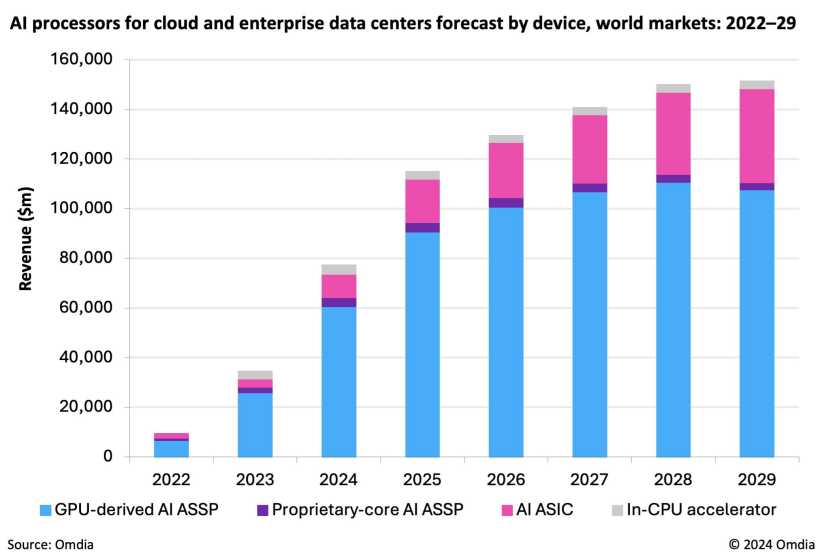 AI processors for cloud and enterprise data centers forecast by device, world markets: 2022–29
Revenue ($m)
160,000
140,000
120,000
100,000
80,000
60,000
40,000
20,000
0
2022 2023 2024 2025 2026 2027 2028 2029
GPU-derived AI ASSP Proprietary-core AI ASSP AI ASIC In-CPU accelerator
Source: Omdia © 2024 Omdia